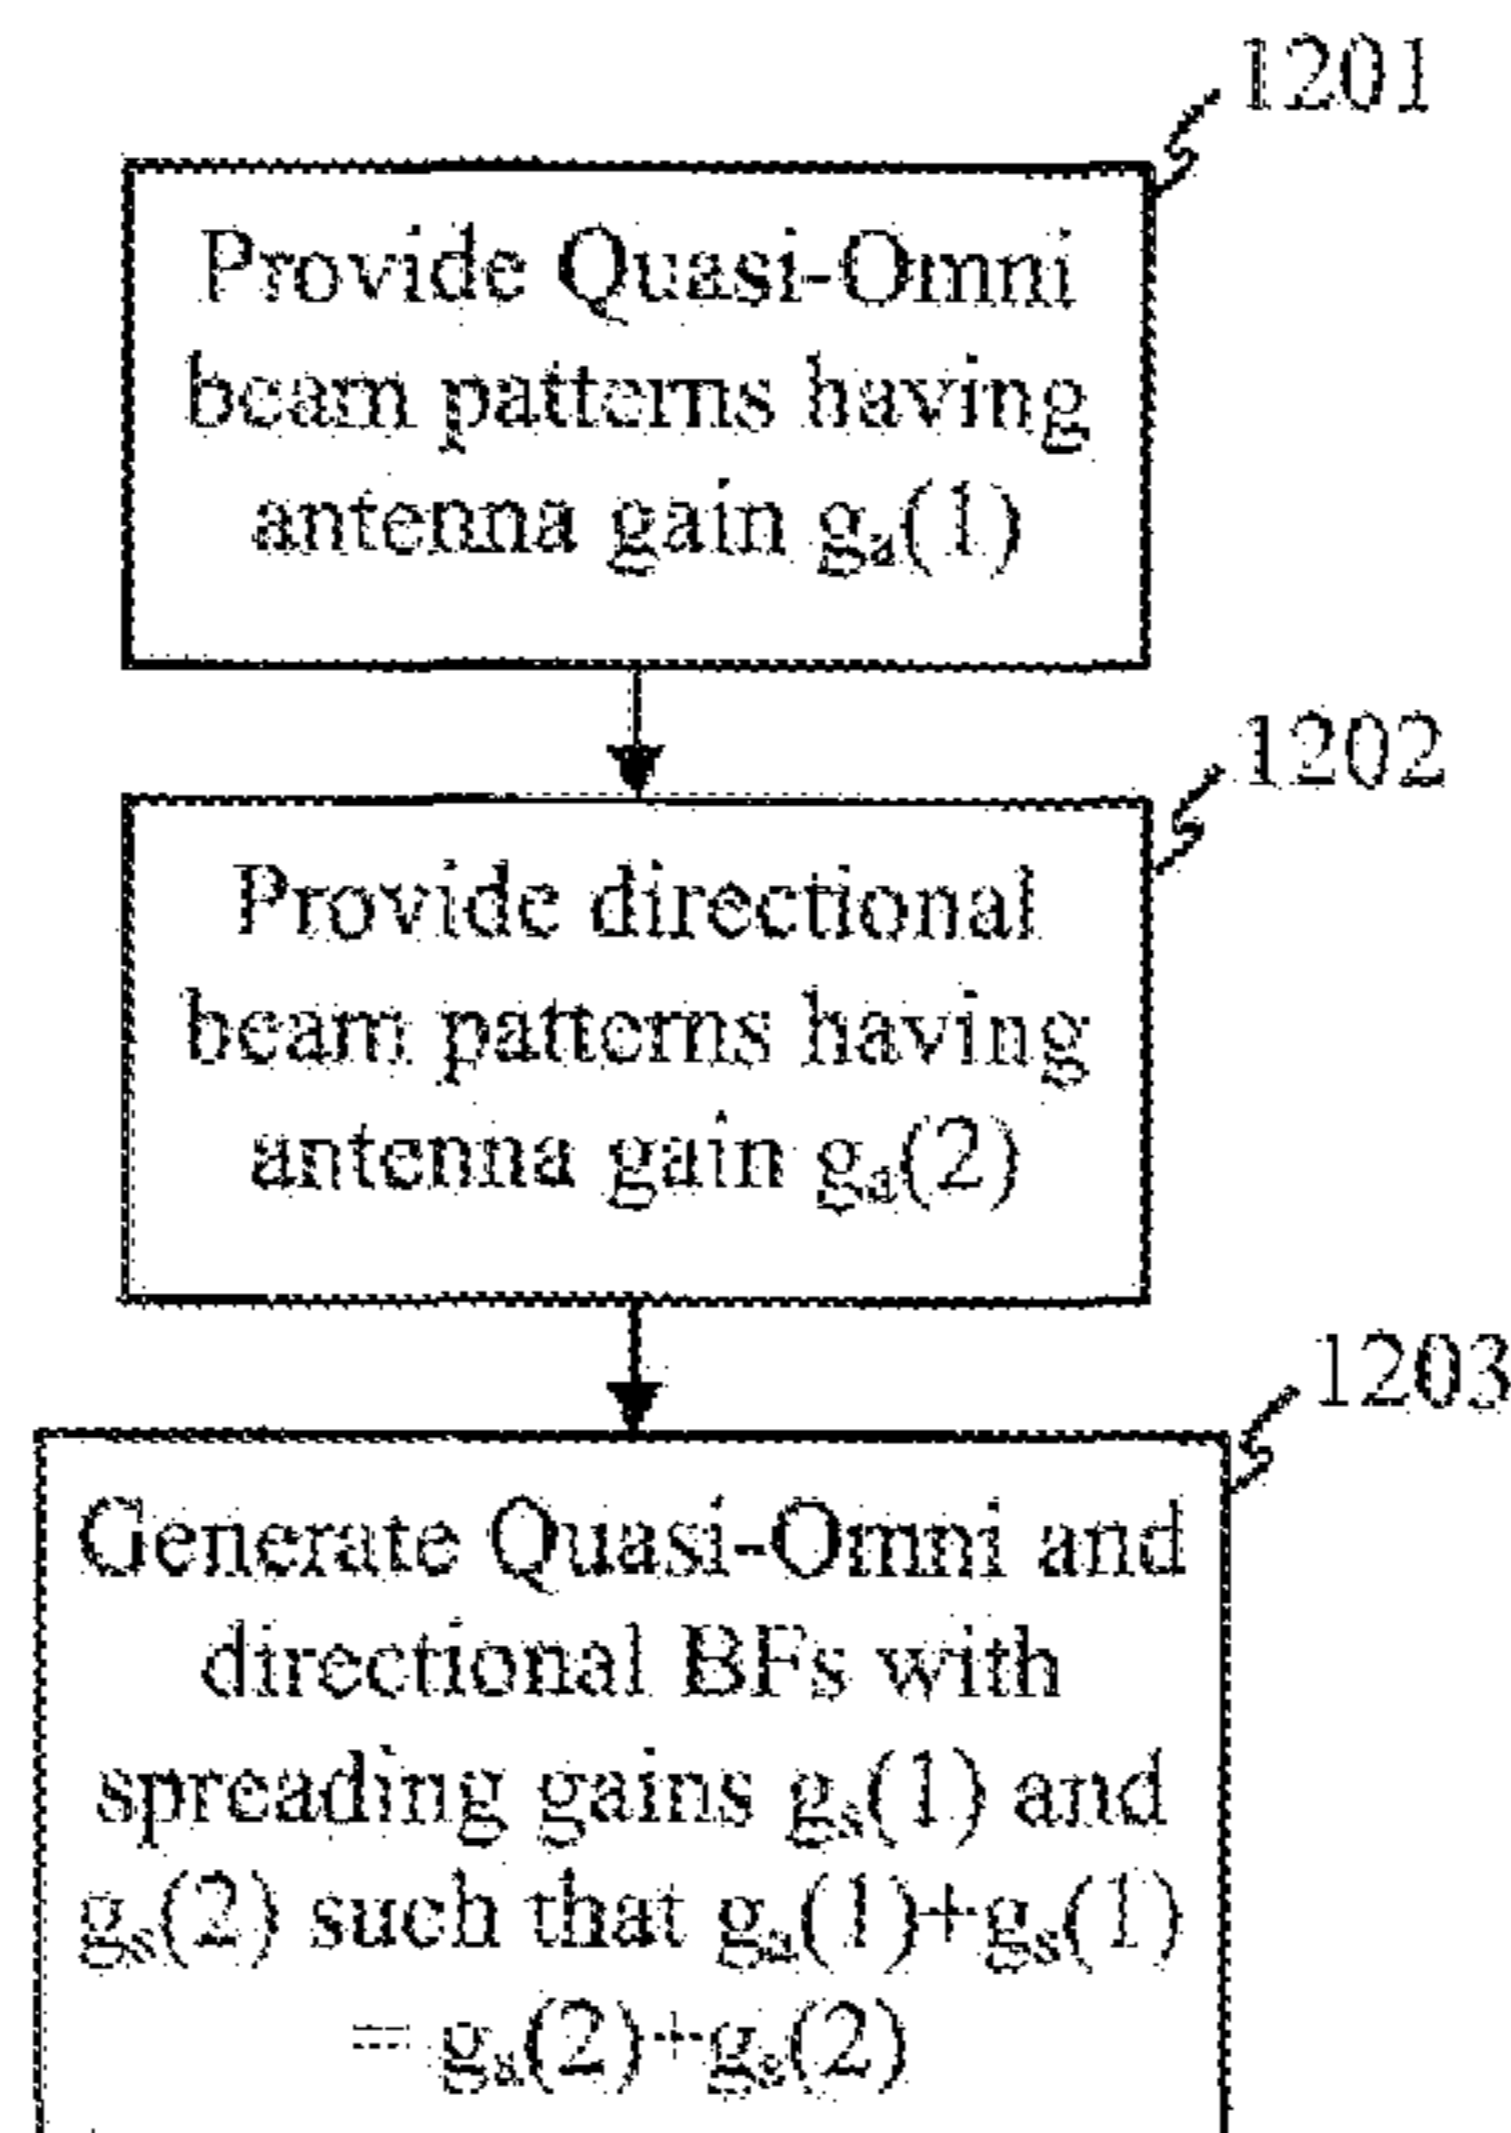 1201
Provide Quasi-Omni
beam patterns having
antenna gain gₐ(1)
1202
Provide directional
beam patterns having
antenna gain gₐ(2)
1203
Generate Quasi-Omni and
directional BFs with
spreading gains gₛ(1) and
gₛ(2) such that gₐ(1)+gₛ(1)
= gₐ(2)+gₛ(2)